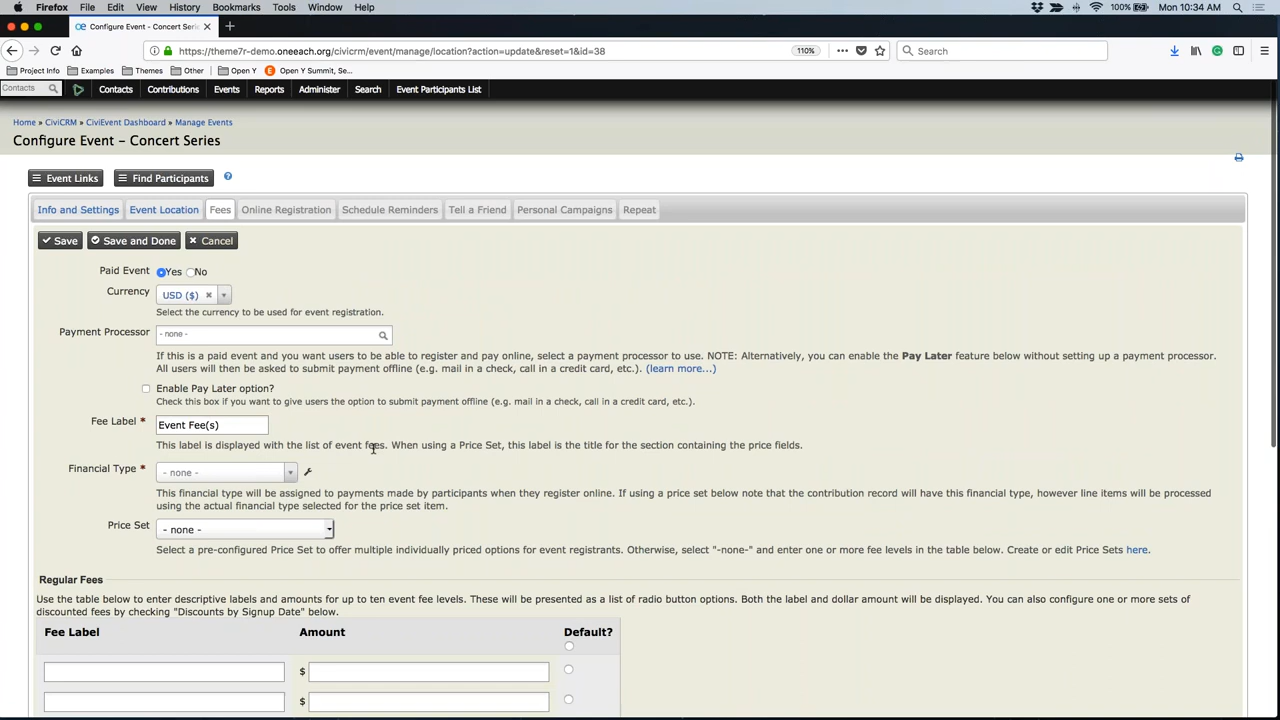 Firefox File Edit View History Bookmarks Tools Window Help 100% Mon 10:34 AM
Configure Event - Concert Serie
https://theme7r-demo.oneeach.org/civicrm/event/manage/location?action=update&reset=1&id=38 110% Search
Project Info Examples Themes Other Open Y Open Y Summit, Se...
Contacts Contacts Contributions Events Reports Administer Search Event Participants List
Home » CiviCRM » CiviEvent Dashboard » Manage Events
Configure Event - Concert Series
Event Links Find Participants ?
Info and Settings Event Location Fees Online Registration Schedule Reminders Tell a Friend Personal Campaigns Repeat
Save Save and Done Cancel
Paid Event Yes No
Currency USD ($)
Select the currency to be used for event registration.
Payment Processor - none -
If this is a paid event and you want users to be able to register and pay online, select a payment processor to use. NOTE: Alternatively, you can enable the Pay Later feature below without setting up a payment processor.
All users will then be asked to submit payment offline (e.g. mail in a check, call in a credit card, etc.). (learn more...)
Enable Pay Later option?
Check this box if you want to give users the option to submit payment offline (e.g. mail in a check, call in a credit card, etc.).
Fee Label * Event Fee(s)
This label is displayed with the list of event fees. When using a Price Set, this label is the title for the section containing the price fields.
Financial Type * - none -
This financial type will be assigned to payments made by participants when they register online. If using a price set below note that the contribution record will have this financial type, however line items will be processed
using the actual financial type selected for the price set item.
Price Set - none -
Select a pre-configured Price Set to offer multiple individually priced options for event registrants. Otherwise, select "-none-" and enter one or more fee levels in the table below. Create or edit Price Sets here.
Regular Fees
Use the table below to enter descriptive labels and amounts for up to ten event fee levels. These will be presented as a list of radio button options. Both the label and dollar amount will be displayed. You can also configure one or more sets of
discounted fees by checking "Discounts by Signup Date" below.
Fee Label Amount Default?
$
$